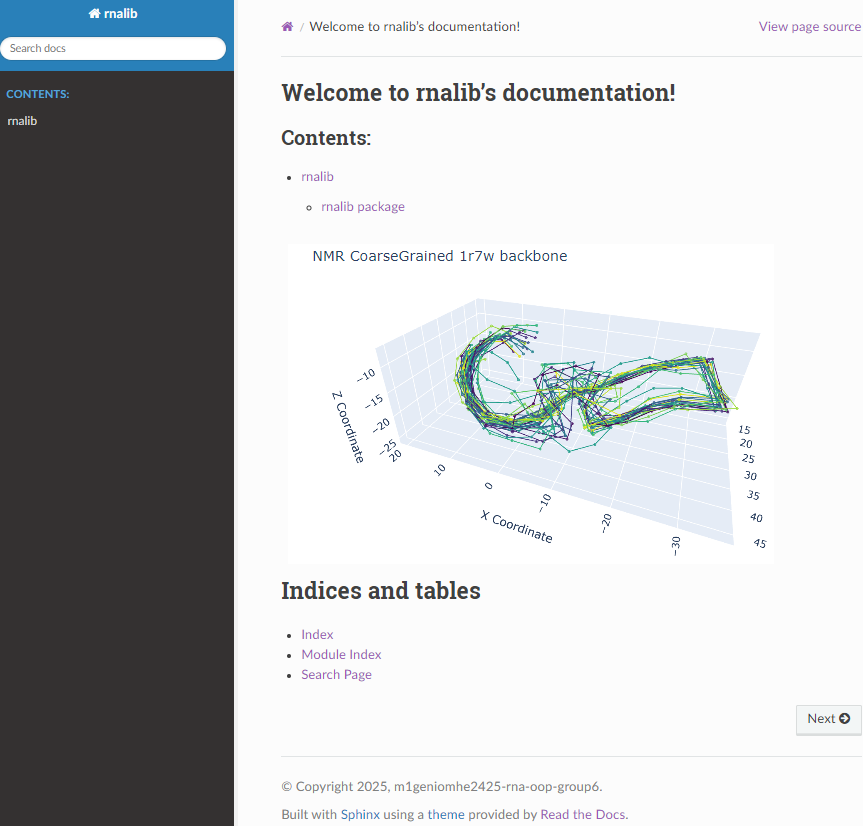 rnalib
Search docs
CONTENTS:
rnalib
/ Welcome to rnalib's documentation!
View page source
Welcome to rnalib's documentation!
Contents:
• rnalib
◦ rnalib package
NMR CoarseGrained 1r7w backbone
−10
−15
−20
−25
Z Coordinate
20
10
0
−10
−20
−30
X Coordinate
15
20
25
30
35
40
45
Indices and tables
• Index
• Module Index
• Search Page
Next
© Copyright 2025, m1geniomhe2425-rna-oop-group6.
Built with Sphinx using a theme provided by Read the Docs.